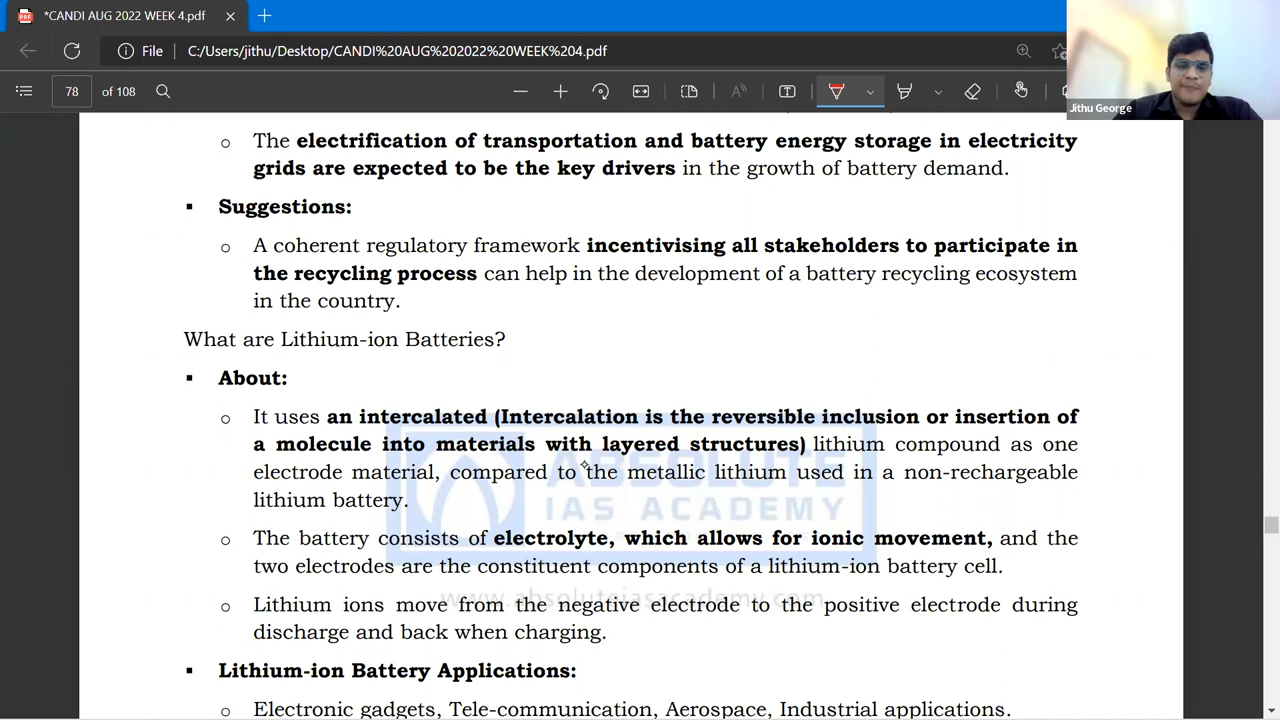 *CANDI AUG 2022 WEEK 4.pdf
File
C:/Users/jithu/Desktop/CANDI%20AUG%202022%20WEEK%204.pdf
78 of 108
Jithu George
o The electrification of transportation and battery energy storage in electricity
grids are expected to be the key drivers in the growth of battery demand.
▪ Suggestions:
o A coherent regulatory framework incentivising all stakeholders to participate in
the recycling process can help in the development of a battery recycling ecosystem
in the country.
What are Lithium-ion Batteries?
▪ About:
o It uses an intercalated (Intercalation is the reversible inclusion or insertion of
a molecule into materials with layered structures) lithium compound as one
electrode material, compared to the metallic lithium used in a non-rechargeable
lithium battery.
ABSOLUTE
IAS ACADEMY
o The battery consists of electrolyte, which allows for ionic movement, and the
two electrodes are the constituent components of a lithium-ion battery cell.
www.absoluteiasacademy.com
o Lithium ions move from the negative electrode to the positive electrode during
discharge and back when charging.
▪ Lithium-ion Battery Applications:
o Electronic gadgets, Tele-communication, Aerospace, Industrial applications.